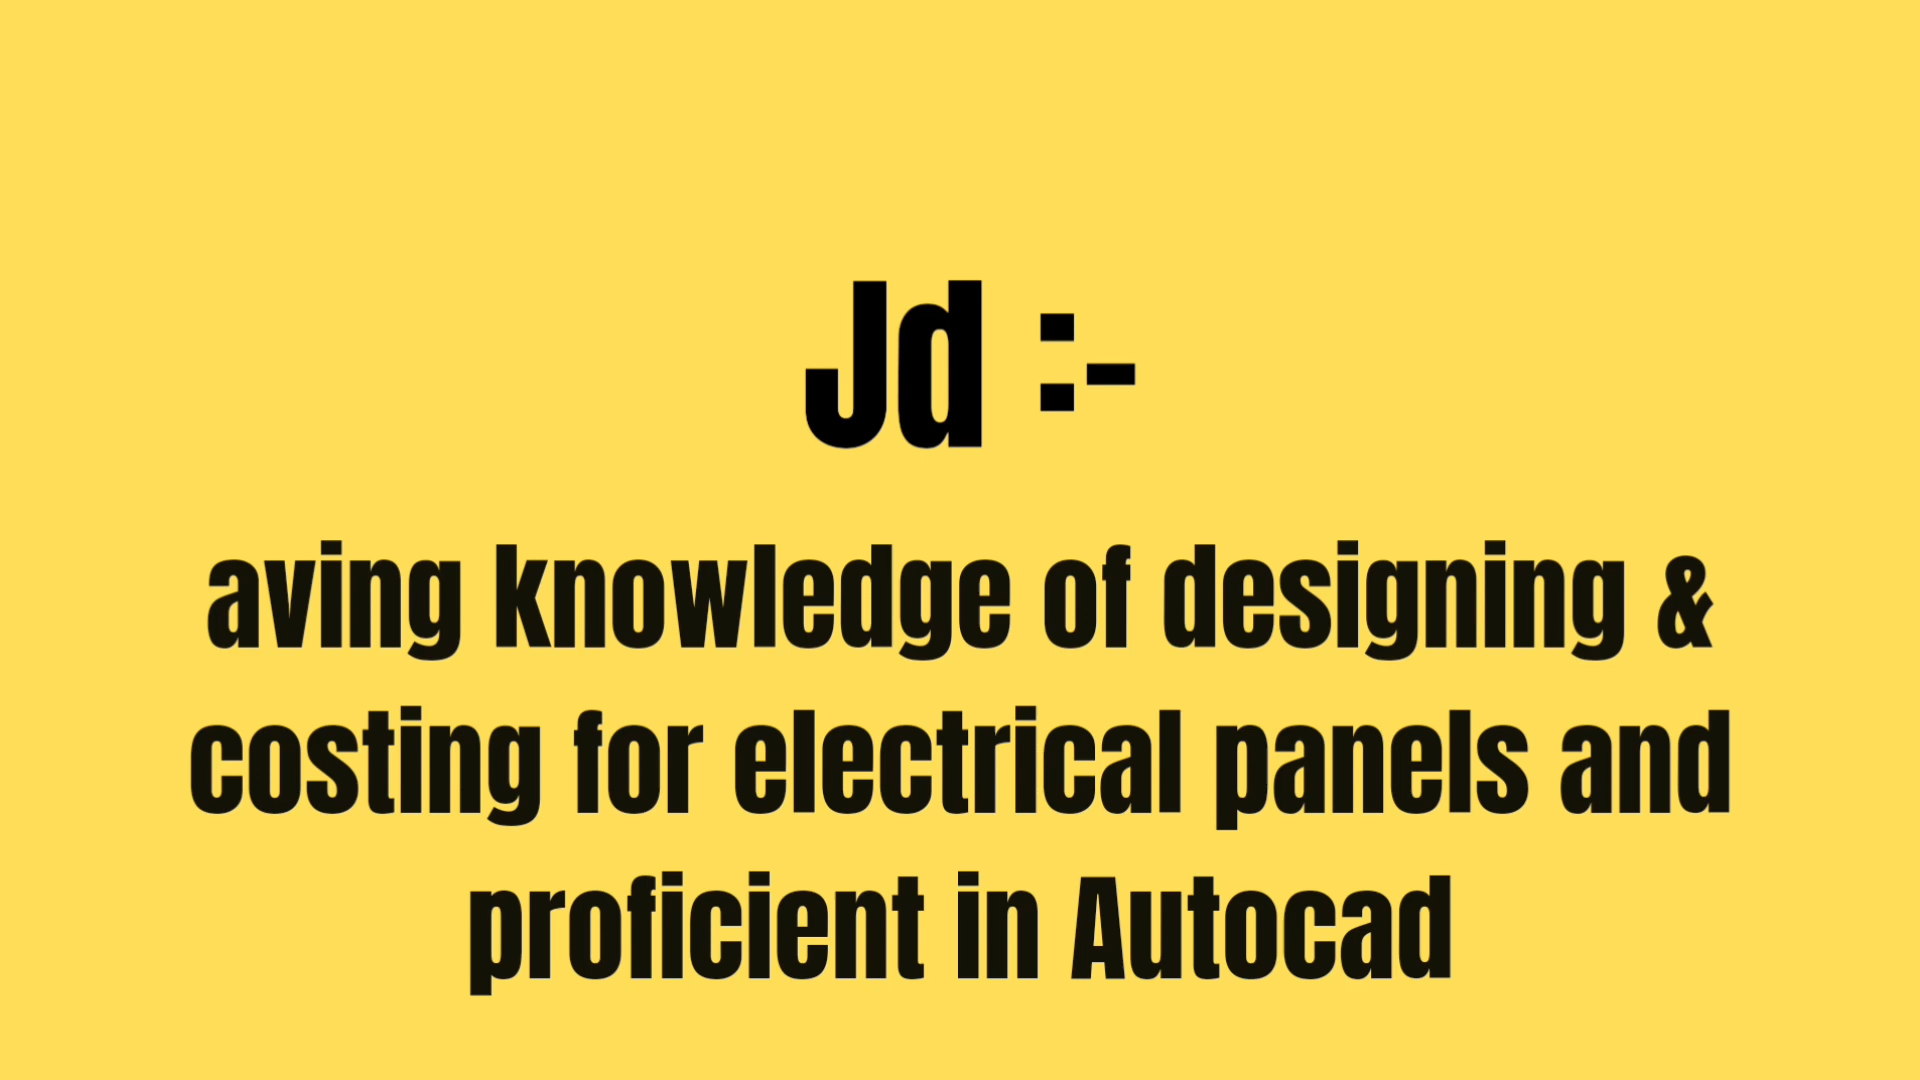 Jd :-
aving knowledge of designing &
costing for electrical panels and
proficient in Autocad